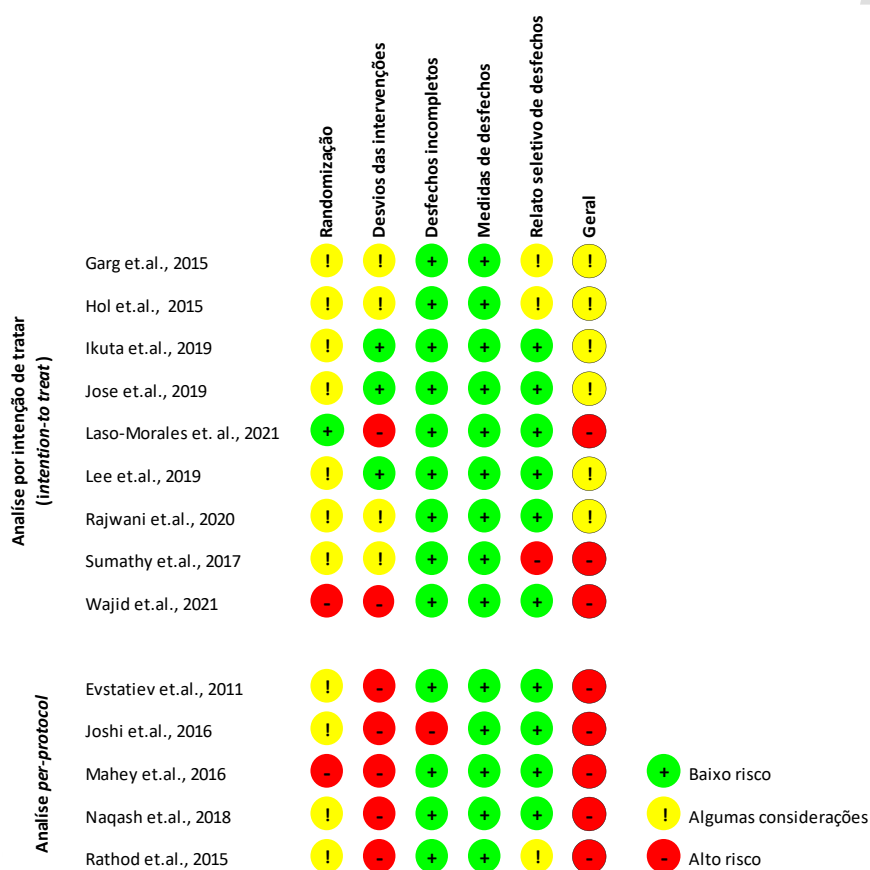 Randomização
Desvios das intervenções
Desfechos incompletos
Medidas de desfechos
Relato seletivo de desfechos
Geral
Análise por intenção de tratar
(intention-to treat)
Garg et.al., 2015 ! ! + + ! !
Hol et.al., 2015 ! ! + + ! !
Ikuta et.al., 2019 ! + + + + !
Jose et.al., 2019 ! + + + + !
Laso-Morales et. al., 2021 + - + + + -
Lee et.al., 2019 ! + + + + !
Rajwani et.al., 2020 ! ! + + + !
Sumathy et.al., 2017 ! ! + + - -
Wajid et.al., 2021 - - + + + -
Análise per-protocol
Evstatiev et.al., 2011 ! - + + + -
Joshi et.al., 2016 ! - - + + -
Mahey et.al., 2016 - - + + + -
Naqash et.al., 2018 ! - + + + -
Rathod et.al., 2015 ! - + + ! -
+ Baixo risco
! Algumas considerações
- Alto risco